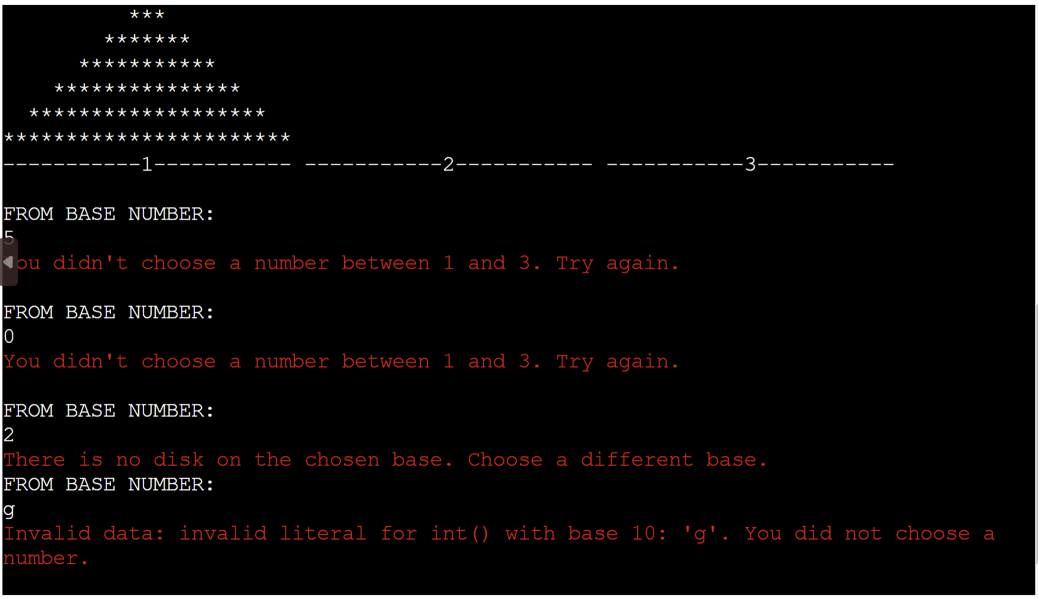 ***
*******
***********
***************
*******************
***********************
-----------1----------- -----------2----------- -----------3-----------
FROM BASE NUMBER:
5
You didn't choose a number between 1 and 3. Try again.
FROM BASE NUMBER:
0
You didn't choose a number between 1 and 3. Try again.
FROM BASE NUMBER:
2
There is no disk on the chosen base. Choose a different base.
FROM BASE NUMBER:
g
Invalid data: invalid literal for int() with base 10: 'g'. You did not choose a
number.